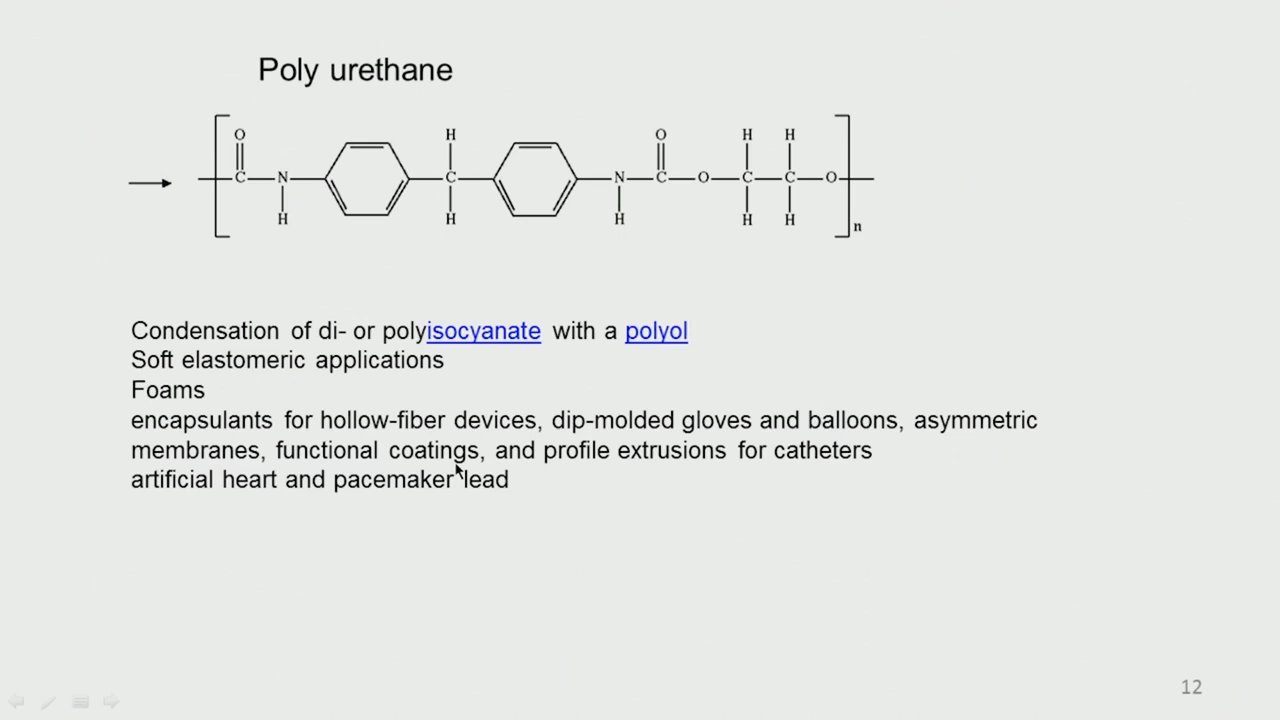 Poly urethane
O H O H H
C N C N C O C C O
H H H H H n
Condensation of di- or polyisocyanate with a polyol
Soft elastomeric applications
Foams
encapsulants for hollow-fiber devices, dip-molded gloves and balloons, asymmetric
membranes, functional coatings, and profile extrusions for catheters
artificial heart and pacemaker lead
12